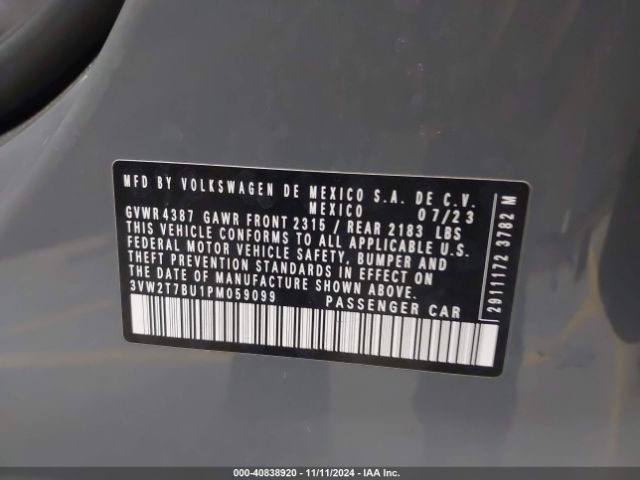 MFD BY VOLKSWAGEN DE MEXICO S.A. DE C.V.
MEXICO 07/23
GVWR 4387 GAWR FRONT 2315 / REAR 2183 LBS
THIS VEHICLE CONFORMS TO ALL APPLICABLE U.S.
FEDERAL MOTOR VEHICLE SAFETY, BUMPER AND
THEFT PREVENTION STANDARDS IN EFFECT ON
THE DATE OF MANUFACTURE SHOWN ABOVE.
3VW2T7BU1PM059099 PASSENGER CAR
2911172 3782 M
000-40838920 - 11/11/2024 - IAAI.COM